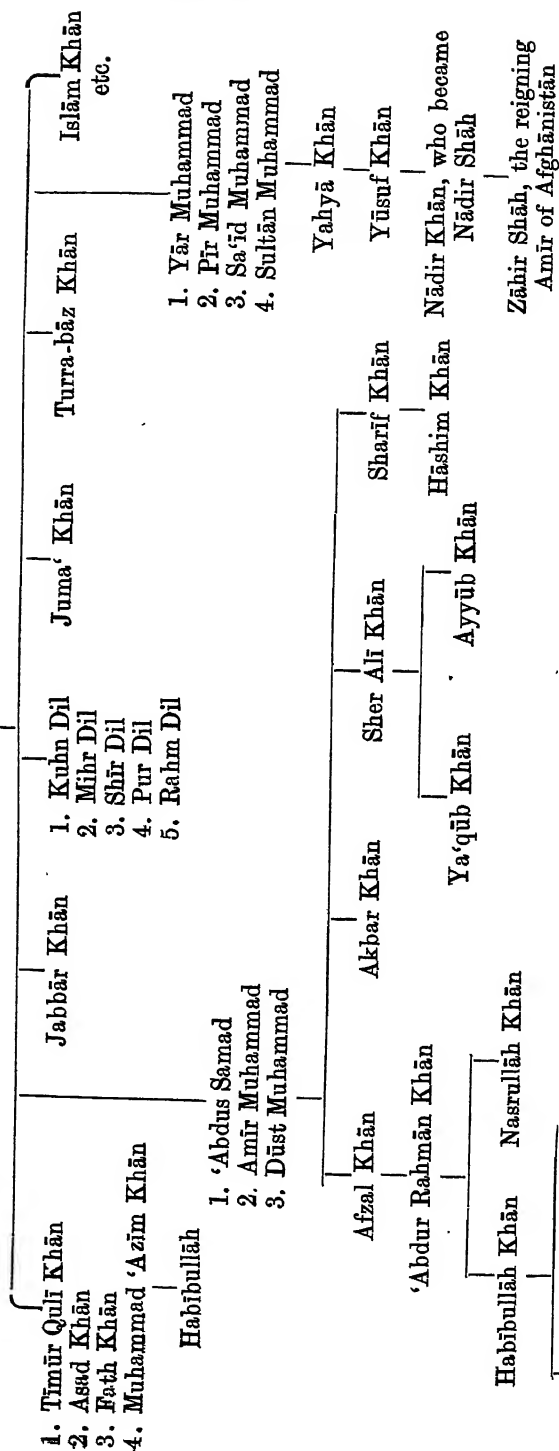 1. Tīmūr Qulī Khān
2. Asad Khān
3. Fath Khān
4. Muhammad ‘Azīm Khān
Habībullāh
Jabbār Khān
1. Kuhn Dil
2. Mihr Dil
3. Shīr Dil
4. Pur Dil
5. Rahm Dil
Juma‘ Khān
Turra-bāz Khān
Islām Khān
etc.
1. ‘Abdus Samad
2. Amīr Muhammad
3. Dūst Muhammad
1. Yār Muhammad
2. Pīr Muhammad
3. Sa‘īd Muhammad
4. Sultān Muhammad
Yahyā Khān
Yūsuf Khān
Nādir Khān, who became
Nādir Shāh
Zāhir Shāh, the reigning
Amīr of Afghānistān
Afzal Khān
Akbar Khān
Sher Alī Khān
Sharīf Khān
‘Abdur Rahmān Khān
Ya‘qūb Khān
Ayyūb Khān
Hāshim Khān
Habībullāh Khān
Nasrullāh Khān